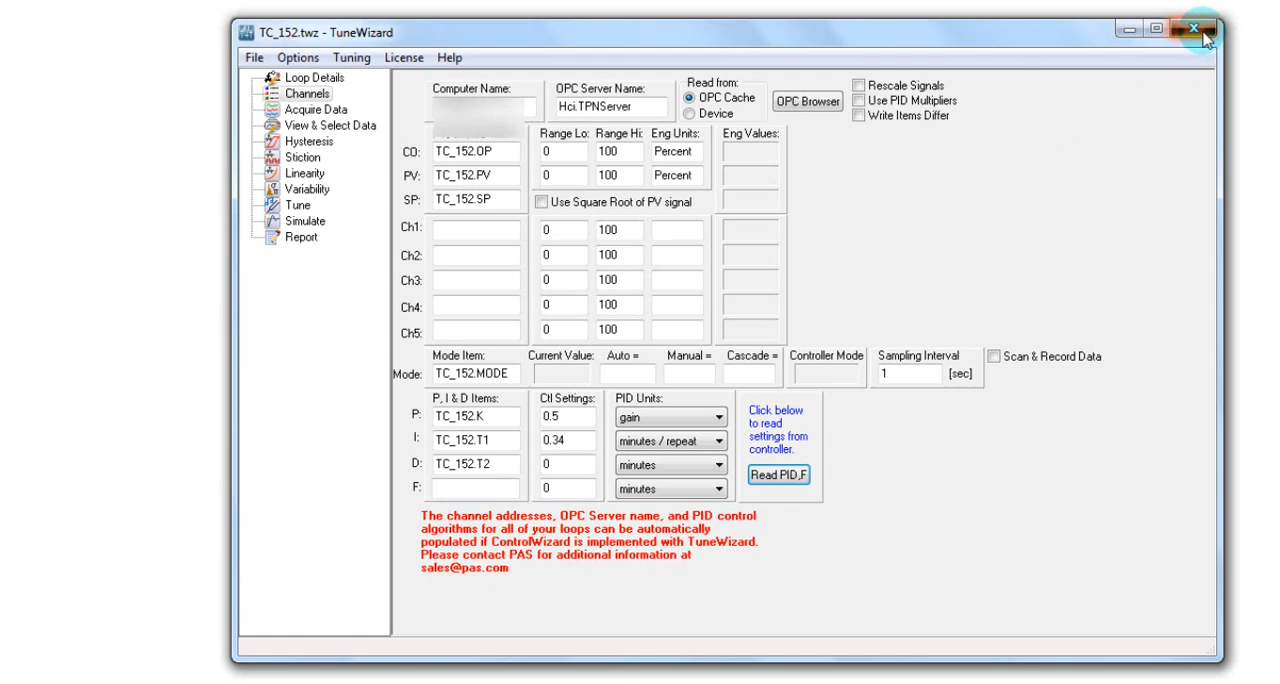 TC_152.twz - TuneWizard
File Options Tuning License Help
Loop Details
Channels
Acquire Data
View & Select Data
Hysteresis
Stiction
Linearity
Variability
Tune
Simulate
Report
Computer Name: OPC Server Name: Read from:
Hci.TPNServer
OPC Cache
Device
OPC Browser
Rescale Signals
Use PID Multipliers
Write Items Differ
Range Lo: Range Hi: Eng Units: Eng Values:
CO: TC_152.OP 0 100 Percent
PV: TC_152.PV 0 100 Percent
SP: TC_152.SP Use Square Root of PV signal
Ch1: 0 100
Ch2: 0 100
Ch3: 0 100
Ch4: 0 100
Ch5: 0 100
Mode Item: Current Value: Auto = Manual = Cascade = Controller Mode Sampling Interval Scan & Record Data
Mode: TC_152.MODE 1 [sec]
P, I & D Items: Ctl Settings: PID Units:
P: TC_152.K 0.5 gain
I: TC_152.T1 0.34 minutes / repeat
D: TC_152.T2 0 minutes
F: 0 minutes
Click below
to read
settings from
controller.
Read PID,F
The channel addresses, OPC Server name, and PID control
algorithms for all of your loops can be automatically
populated if ControlWizard is implemented with TuneWizard.
Please contact PAS for additional information at
sales@pas.com